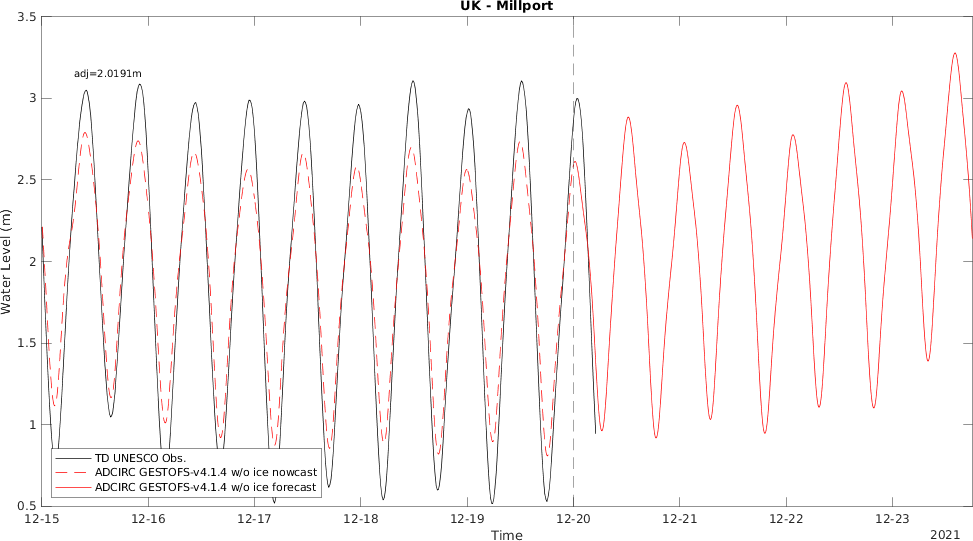 UK - Millport
adj=2.0191m
3.5
3
2.5
2
1.5
1
0.5
Water Level (m)
TD UNESCO Obs.
ADCIRC GESTOFS-v4.1.4 w/o ice nowcast
ADCIRC GESTOFS-v4.1.4 w/o ice forecast
12-15 12-16 12-17 12-18 12-19 12-20 12-21 12-22 12-23
Time
2021